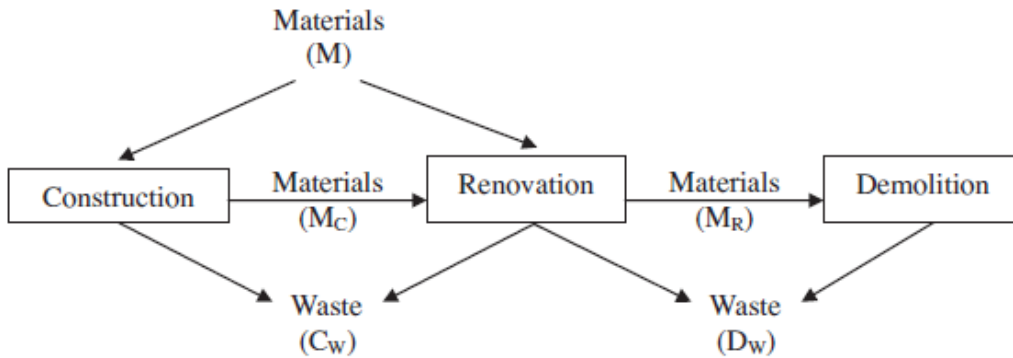 Materials
(M)
Construction
Materials
(M_C)
Renovation
Materials
(M_R)
Demolition
Waste
(C_W)
Waste
(D_W)